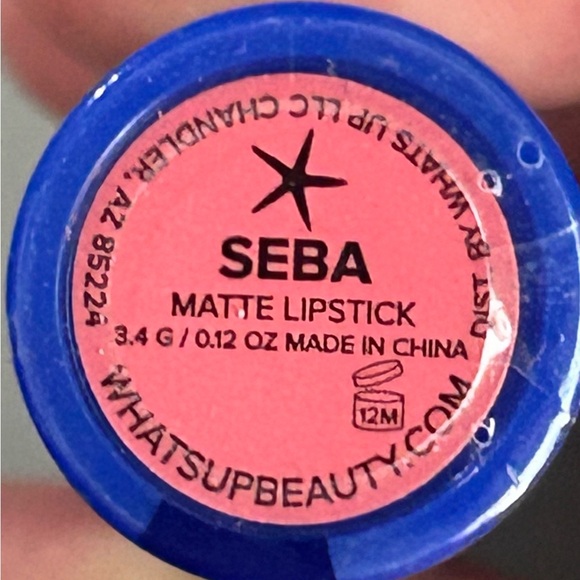 SEBA
MATTE LIPSTICK
3.4 G / 0.12 OZ MADE IN CHINA
12M
WHATSUPBEAUTY.COM
DIST. BY WHATS UP LLC CHANDLER, AZ 85224